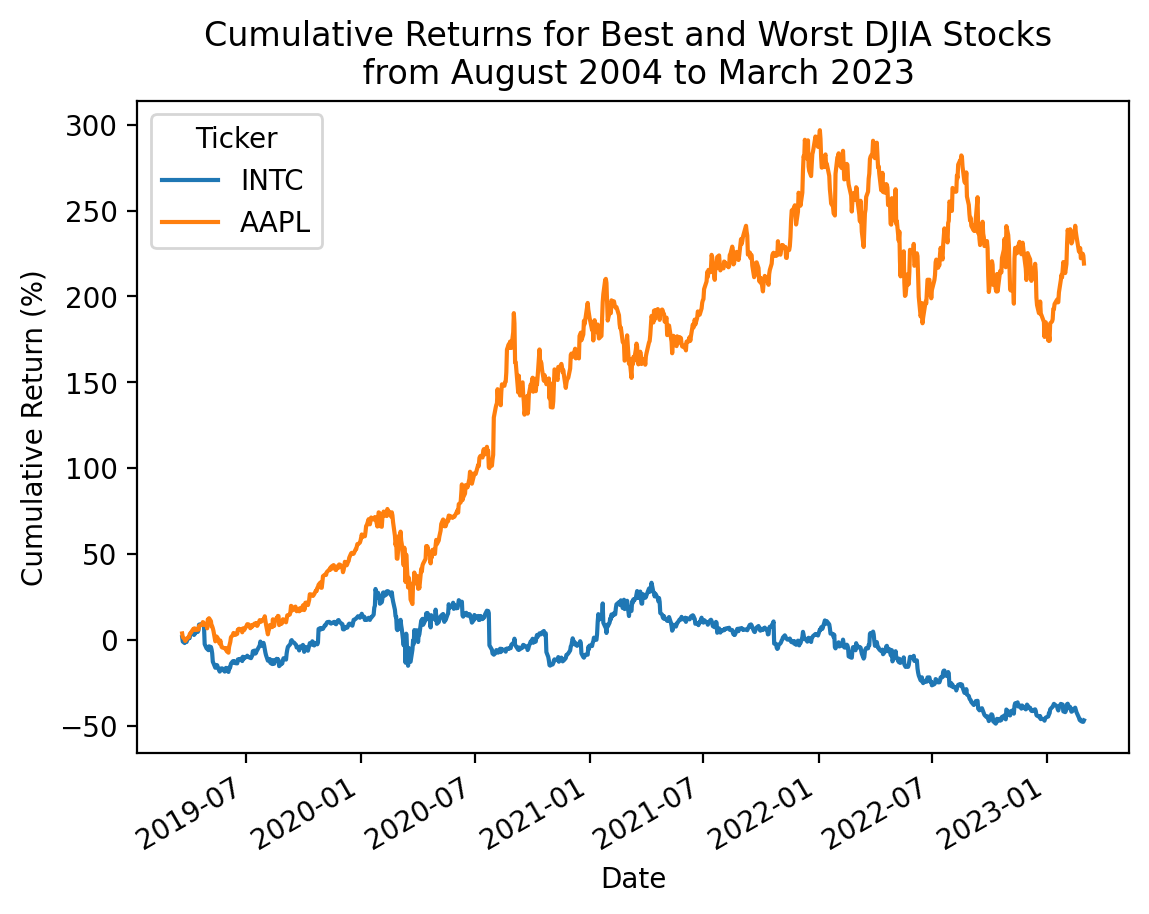 Cumulative Returns for Best and Worst DJIA Stocks
from August 2004 to March 2023
Ticker
INTC
AAPL
Cumulative Return (%)
300
250
200
150
100
50
0
−50
2019-07
2020-01
2020-07
2021-01
2021-07
2022-01
2022-07
2023-01
Date